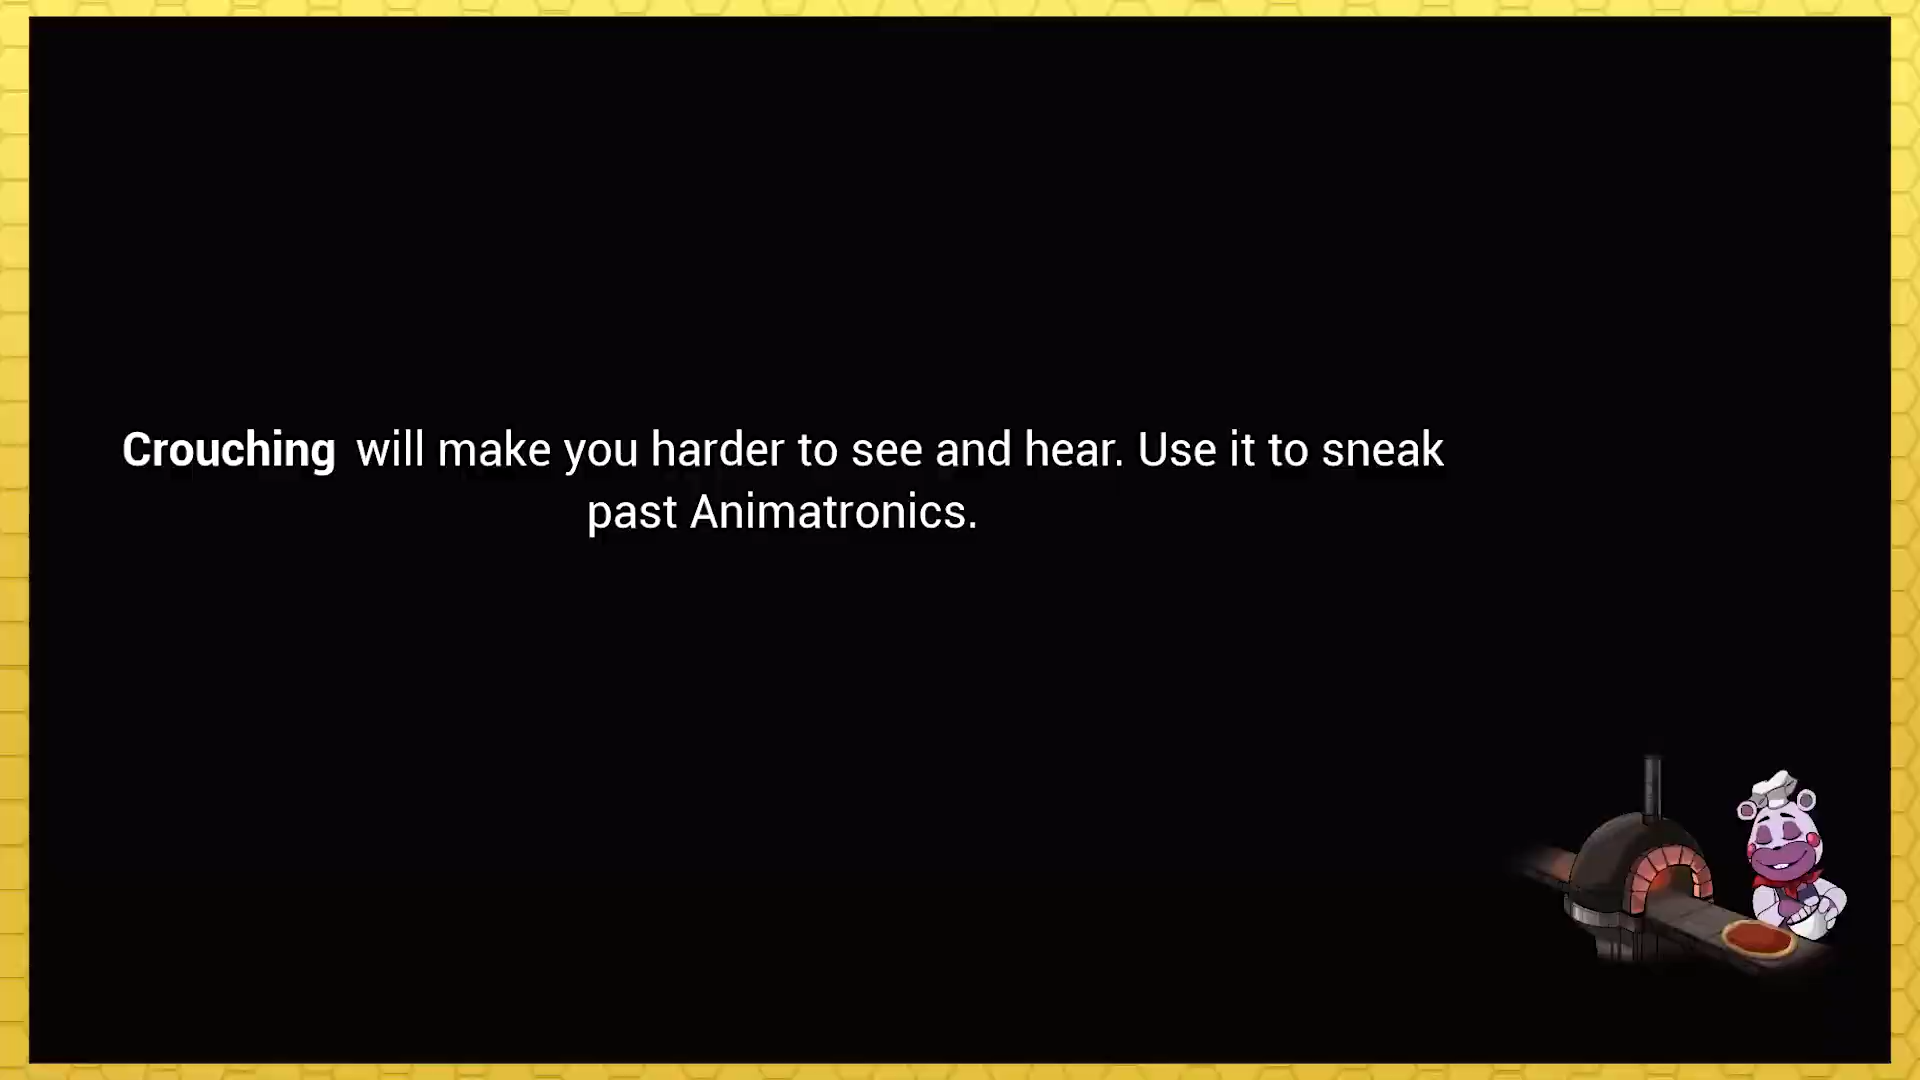 Crouching will make you harder to see and hear. Use it to sneak
past Animatronics.